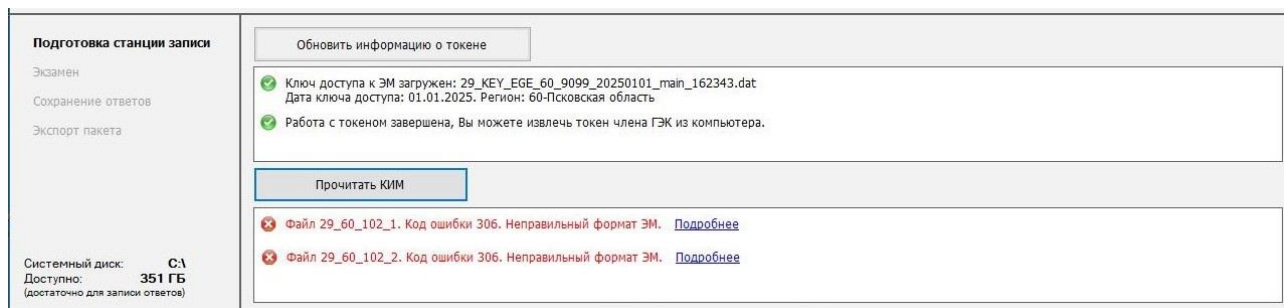 Подготовка станции записи
Экзамен
Сохранение ответов
Экспорт пакета
Системный диск: C:\
Доступно: 351 ГБ
(достаточно для записи ответов)
Обновить информацию о токене
Ключ доступа к ЭМ загружен: 29_KEY_EGE_60_9099_20250101_main_162343.dat
Дата ключа доступа: 01.01.2025. Регион: 60-Псковская область
Работа с токеном завершена, Вы можете извлечь токен члена ГЭК из компьютера.
Прочитать КИМ
Файл 29_60_102_1. Код ошибки 306. Неправильный формат ЭМ. Подробнее
Файл 29_60_102_2. Код ошибки 306. Неправильный формат ЭМ. Подробнее